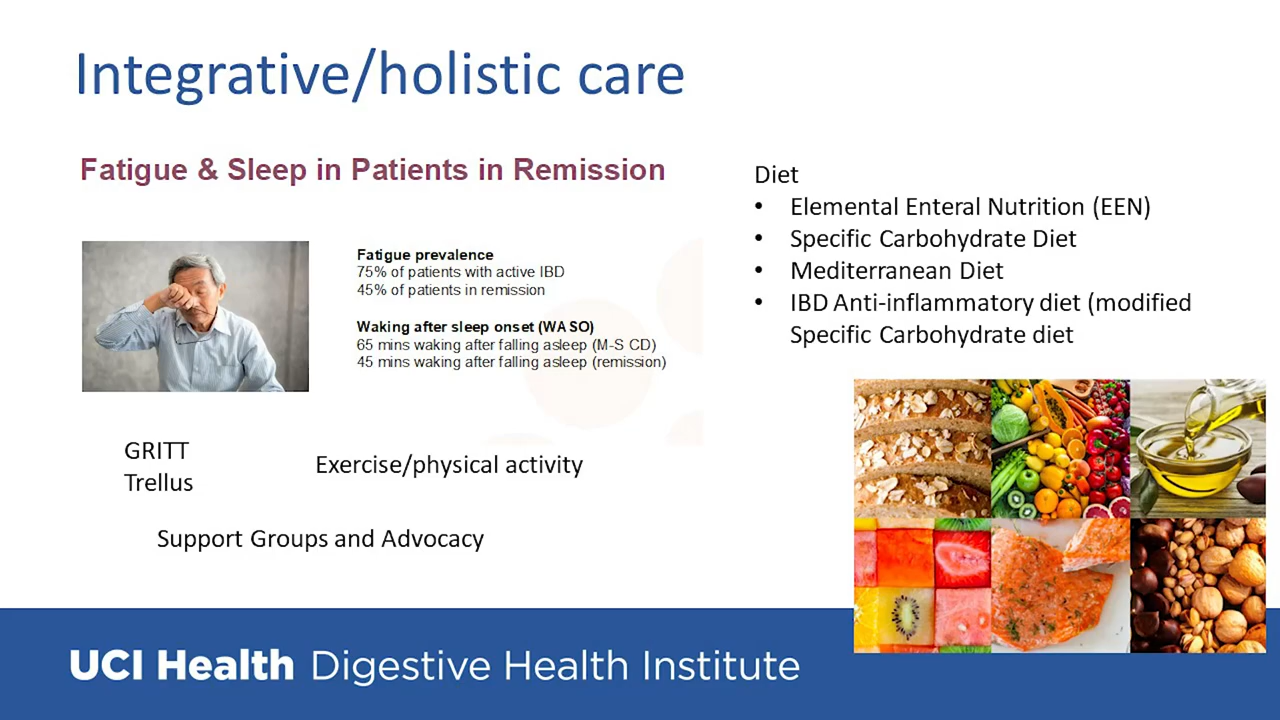 Integrative/holistic care
Fatigue & Sleep in Patients in Remission
Fatigue prevalence
75% of patients with active IBD
45% of patients in remission
Waking after sleep onset (WASO)
65 mins waking after falling asleep (M-S CD)
45 mins waking after falling asleep (remission)
GRITT
Trellus
Exercise/physical activity
Support Groups and Advocacy
Diet
• Elemental Enteral Nutrition (EEN)
• Specific Carbohydrate Diet
• Mediterranean Diet
• IBD Anti-inflammatory diet (modified
Specific Carbohydrate diet
UCI Health Digestive Health Institute